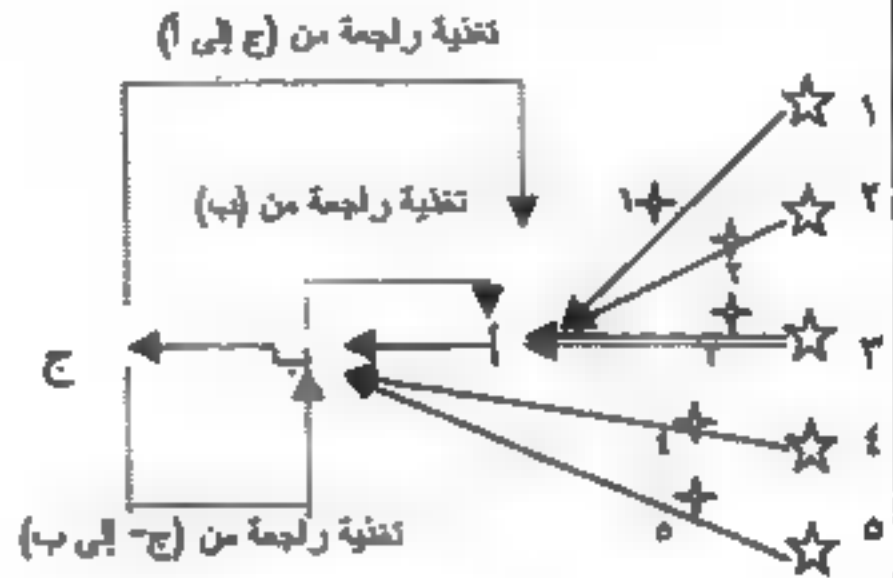 تغذية راجعة من (ج إلى أ)
١
٢
تغذية راجعة من (ب)
١
٢
ج
ب
أ
٣
٤
٤
٥
٥
تغذية راجعة من (ج- إلى ب)